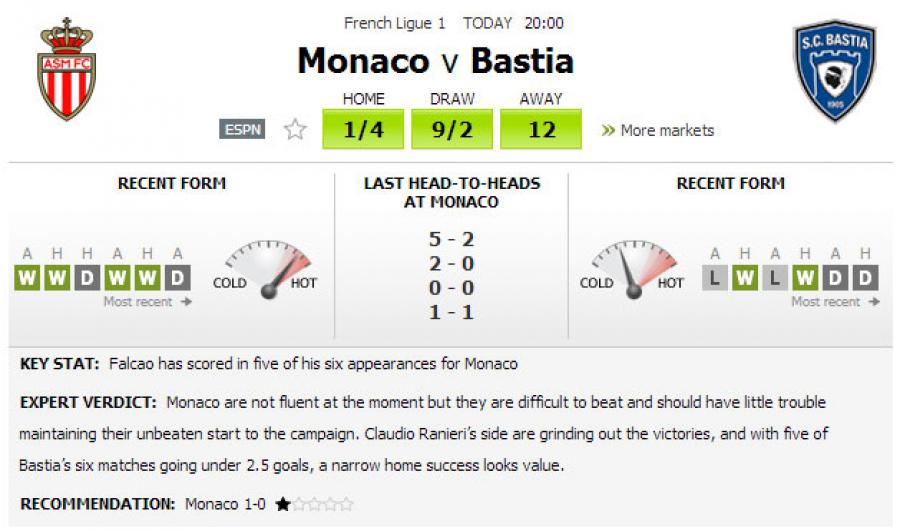 French Ligue 1 TODAY 20:00
Monaco v Bastia
ASM FC
S.C. BASTIA
1905
HOME DRAW AWAY
ESPN 1/4 9/2 12 » More markets
RECENT FORM
A H H A H A
W W D W W D
Most recent →
COLD HOT
LAST HEAD-TO-HEADS
AT MONACO
5 - 2
2 - 0
0 - 0
1 - 1
RECENT FORM
COLD HOT
A H A H A H
L W L W D D
Most recent →
KEY STAT: Falcao has scored in five of his six appearances for Monaco
EXPERT VERDICT: Monaco are not fluent at the moment but they are difficult to beat and should have little trouble
maintaining their unbeaten start to the campaign. Claudio Ranieri's side are grinding out the victories, and with five of
Bastia's six matches going under 2.5 goals, a narrow home success looks value.
RECOMMENDATION: Monaco 1-0